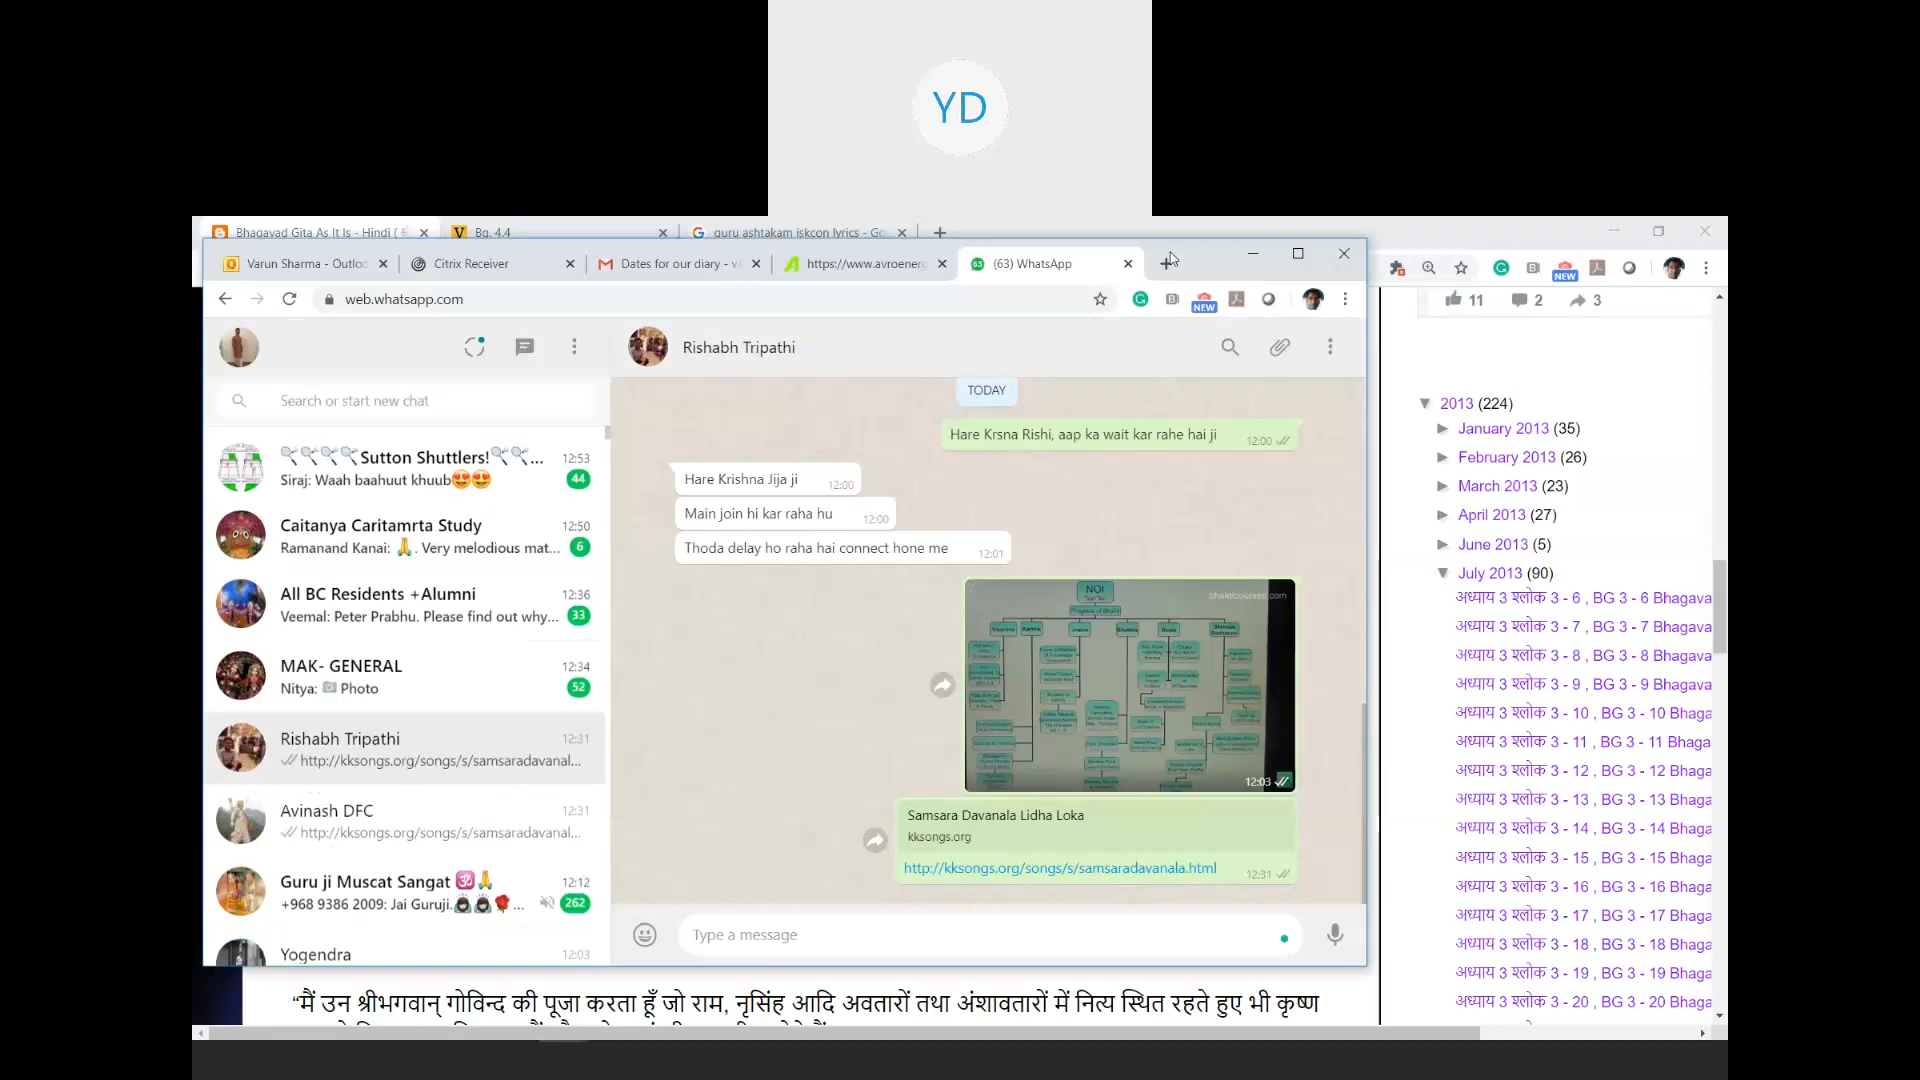 YD
Bhagavad Gita As It Is - Hindi (
Bg. 4.4
guru ashtakam iskcon lyrics - Go
Varun Sharma - Outlo
Citrix Receiver
Dates for our diary - v
https://www.avroenerg
(63) WhatsApp
web.whatsapp.com
NEW
NEW
11
2
3
Rishabh Tripathi
Search or start new chat
TODAY
Hare Krsna Rishi, aap ka wait kar rahe hai ji 12:00
Hare Krishna Jija ji 12:00
Main join hi kar raha hu 12:00
Thoda delay ho raha hai connect hone me 12:01
NOI
bhakticourses.com
12:03
Samsara Davanala Lidha Loka
kksongs.org
http://kksongs.org/songs/s/samsaradavanala.html 12:31
Type a message
Sutton Shuttlers! ... 12:53
Siraj: Waah baahuut khuub 44
Caitanya Caritamrta Study 12:50
Ramanand Kanai: . Very melodious mat... 6
All BC Residents +Alumni 12:36
Veemal: Peter Prabhu. Please find out why... 33
MAK- GENERAL 12:34
Nitya: Photo 52
Rishabh Tripathi 12:31
http://kksongs.org/songs/s/samsaradavanal...
Avinash DFC 12:31
http://kksongs.org/songs/s/samsaradavanal...
Guru ji Muscat Sangat 12:12
+968 9386 2009: Jai Guruji. ... 262
Yogendra 12:03
2013 (224)
January 2013 (35)
February 2013 (26)
March 2013 (23)
April 2013 (27)
June 2013 (5)
July 2013 (90)
अध्याय 3 श्लोक 3 - 6 , BG 3 - 6 Bhagava
अध्याय 3 श्लोक 3 - 7 , BG 3 - 7 Bhagava
अध्याय 3 श्लोक 3 - 8 , BG 3 - 8 Bhagava
अध्याय 3 श्लोक 3 - 9 , BG 3 - 9 Bhagava
अध्याय 3 श्लोक 3 - 10 , BG 3 - 10 Bhaga
अध्याय 3 श्लोक 3 - 11 , BG 3 - 11 Bhaga
अध्याय 3 श्लोक 3 - 12 , BG 3 - 12 Bhaga
अध्याय 3 श्लोक 3 - 13 , BG 3 - 13 Bhaga
अध्याय 3 श्लोक 3 - 14 , BG 3 - 14 Bhaga
अध्याय 3 श्लोक 3 - 15 , BG 3 - 15 Bhaga
अध्याय 3 श्लोक 3 - 16 , BG 3 - 16 Bhaga
अध्याय 3 श्लोक 3 - 17 , BG 3 - 17 Bhaga
अध्याय 3 श्लोक 3 - 18 , BG 3 - 18 Bhaga
अध्याय 3 श्लोक 3 - 19 , BG 3 - 19 Bhaga
अध्याय 3 श्लोक 3 - 20 , BG 3 - 20 Bhaga
“मैं उन श्रीभगवान् गोविन्द की पूजा करता हूँ जो राम, नृसिंह आदि अवतारों तथा अंशावतारों में नित्य स्थित रहते हुए भी कृष्ण